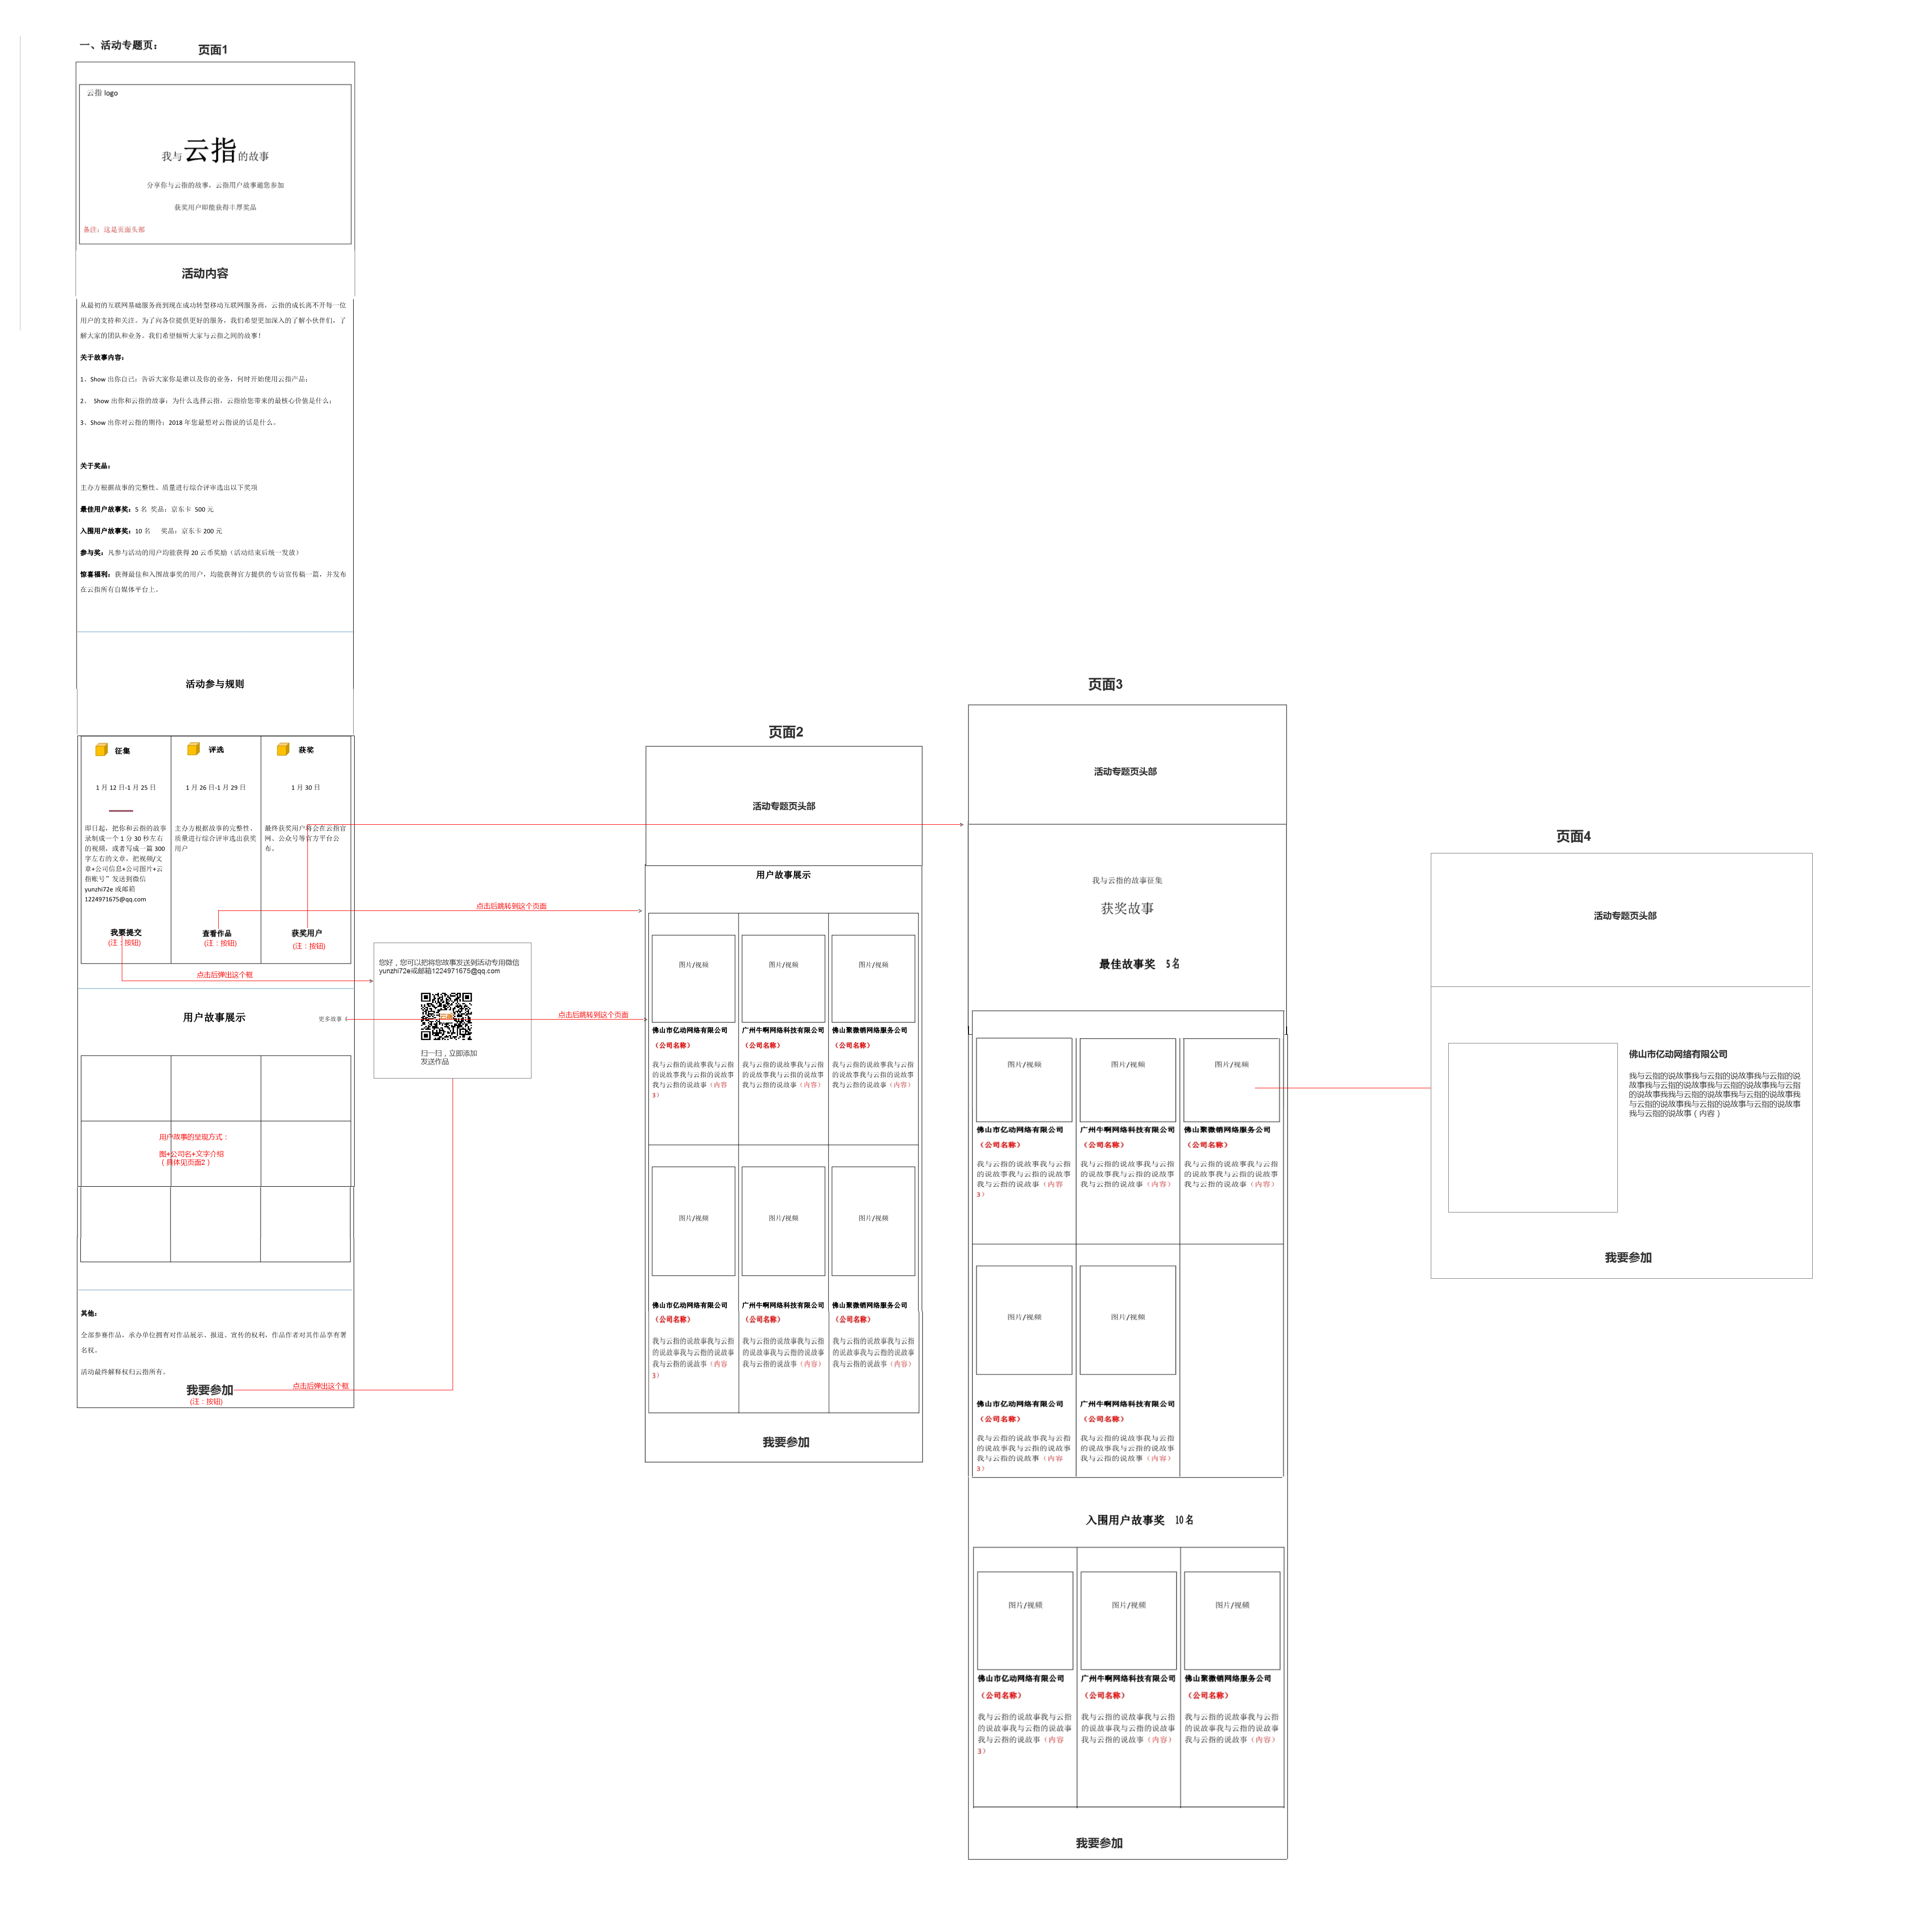 一、活动专题页：
页面1
云指 logo
我与云指的故事
分享你与云指的故事，云指用户故事邀您参加
获奖用户即能获得丰厚奖品
备注：这是页面头部
活动内容
从最初的互联网基础服务商到现在成功转型移动互联网服务商，云指的成长离不开每一位
用户的支持和关注。为了向各位提供更好的服务，我们希望更加深入的了解小伙伴们，了
解大家的团队和业务。我们希望倾听大家与云指之间的故事！
关于故事内容：
1、Show 出你自己：告诉大家你是谁以及你的业务，何时开始使用云指产品；
2、 Show 出你和云指的故事：为什么选择云指，云指给您带来的最核心价值是什么；
3、Show 出你对云指的期待：2018 年您最想对云指说的话是什么。
关于奖品：
主办方根据故事的完整性、质量进行综合评审选出以下奖项
最佳用户故事奖：5 名 奖品：京东卡 500 元
入围用户故事奖：10 名 奖品：京东卡 200 元
参与奖：凡参与活动的用户均能获得 20 云币奖励（活动结束后统一发放）
惊喜福利：获得最佳和入围故事奖的用户，均能获得官方提供的专访宣传稿一篇，并发布
在云指所有自媒体平台上。
活动参与规则
征集
1 月 12 日-1 月 25 日
即日起，把你和云指的故事
录制成一个 1 分 30 秒左右
的视频，或者写成一篇 300
字左右的文章，把视频/文
章+公司信息+公司图片+云
指账号”发送到微信
yunzhi72e 或邮箱
1224971675@qq.com
我要提交
(注：按钮)
评选
1 月 26 日-1 月 29 日
主办方根据故事的完整性、
质量进行综合评审选出获奖
用户
查看作品
(注：按钮)
获奖
1 月 30 日
最终获奖用户将会在云指官
网、公众号等官方平台公
布。
获奖用户
(注：按钮)
点击后跳转到这个页面
点击后弹出这个框
您好，您可以把将您故事发送到活动专用微信
yunzhi72e或邮箱1224971675@qq.com
云指
扫一扫，立即添加
发送作品
点击后跳转到这个页面
用户故事展示
更多故事
用户故事的呈现方式：
图+公司名+文字介绍
（具体见页面2）
其他：
全部参赛作品，承办单位拥有对作品展示、报道、宣传的权利，作品作者对其作品享有署
名权。
活动最终解释权归云指所有。
我要参加
(注：按钮)
点击后弹出这个框
页面2
活动专题页头部
用户故事展示
图片/视频
佛山市亿动网络有限公司
（公司名称）
我与云指的说故事我与云指
的说故事我与云指的说故事
我与云指的说故事（内容
3）
图片/视频
广州牛啊网络科技有限公司
（公司名称）
我与云指的说故事我与云指
的说故事我与云指的说故事
我与云指的说故事（内容）
图片/视频
佛山聚微销网络服务公司
（公司名称）
我与云指的说故事我与云指
的说故事我与云指的说故事
我与云指的说故事（内容）
图片/视频
佛山市亿动网络有限公司
（公司名称）
我与云指的说故事我与云指
的说故事我与云指的说故事
我与云指的说故事（内容
3）
图片/视频
广州牛啊网络科技有限公司
（公司名称）
我与云指的说故事我与云指
的说故事我与云指的说故事
我与云指的说故事（内容）
图片/视频
佛山聚微销网络服务公司
（公司名称）
我与云指的说故事我与云指
的说故事我与云指的说故事
我与云指的说故事（内容）
我要参加
页面3
活动专题页头部
我与云指的故事征集
获奖故事
最佳故事奖 5名
图片/视频
佛山市亿动网络有限公司
（公司名称）
我与云指的说故事我与云指
的说故事我与云指的说故事
我与云指的说故事（内容
3）
图片/视频
广州牛啊网络科技有限公司
（公司名称）
我与云指的说故事我与云指
的说故事我与云指的说故事
我与云指的说故事（内容）
图片/视频
佛山聚微销网络服务公司
（公司名称）
我与云指的说故事我与云指
的说故事我与云指的说故事
我与云指的说故事（内容）
图片/视频
佛山市亿动网络有限公司
（公司名称）
我与云指的说故事我与云指
的说故事我与云指的说故事
我与云指的说故事（内容
3）
图片/视频
广州牛啊网络科技有限公司
（公司名称）
我与云指的说故事我与云指
的说故事我与云指的说故事
我与云指的说故事（内容）
入围用户故事奖 10名
图片/视频
佛山市亿动网络有限公司
（公司名称）
我与云指的说故事我与云指
的说故事我与云指的说故事
我与云指的说故事（内容
3）
图片/视频
广州牛啊网络科技有限公司
（公司名称）
我与云指的说故事我与云指
的说故事我与云指的说故事
我与云指的说故事（内容）
图片/视频
佛山聚微销网络服务公司
（公司名称）
我与云指的说故事我与云指
的说故事我与云指的说故事
我与云指的说故事（内容）
我要参加
页面4
活动专题页头部
佛山市亿动网络有限公司
我与云指的说故事我与云指的说故事我与云指的说
故事我与云指的说故事我与云指的说故事我与云指
的说故事我我与云指的说故事我与云指的说故事我
与云指的说故事我与云指的说故事与云指的说故事
我与云指的说故事（内容）
我要参加